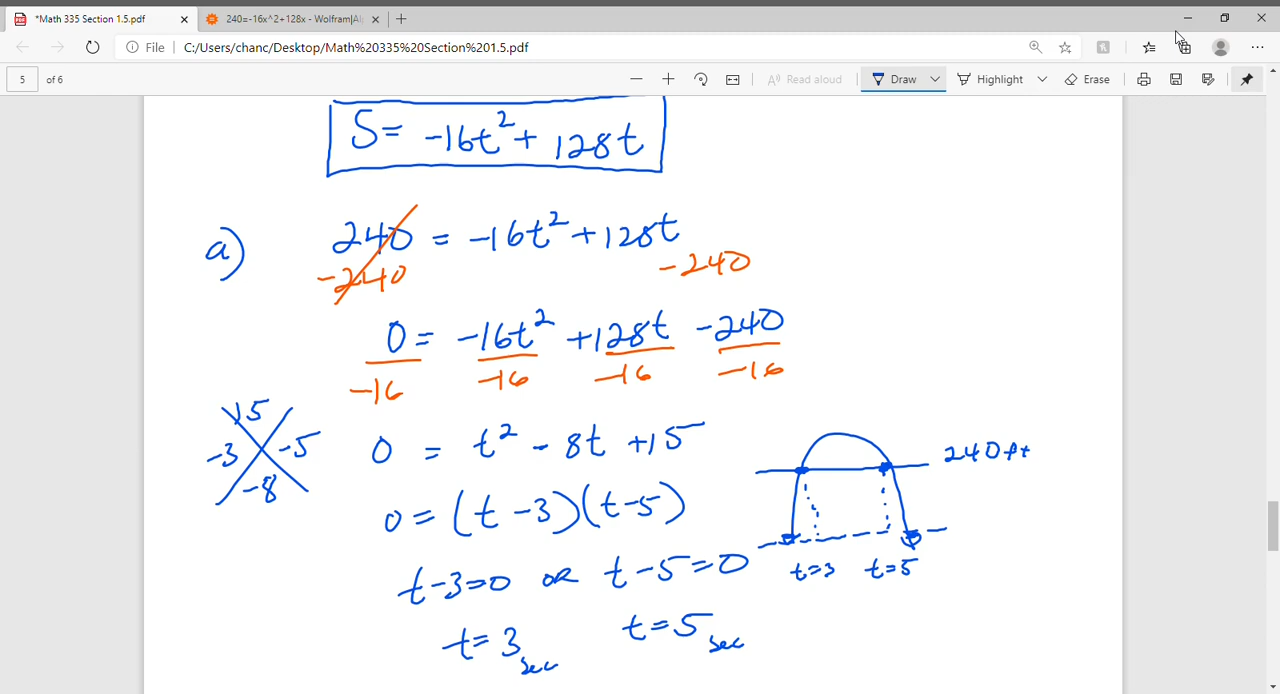 *Math 335 Section 1.5.pdf
240=-16x^2+128x - Wolfram|Al
File
C:/Users/chanc/Desktop/Math%20335%20Section%201.5.pdf
5 of 6
Read aloud
Draw
Highlight
Erase
S= -16t² + 128t
a) 240 = -16t² + 128t
-240 -240
0 = -16t² +128t -240
-16 -16 -16 -16
15
-3 -5
-8
0 = t² - 8t +15
240 ft
0 = (t -3)(t-5)
t-3=0 or t-5=0
t=3 t=5
t= 3 sec t= 5 sec